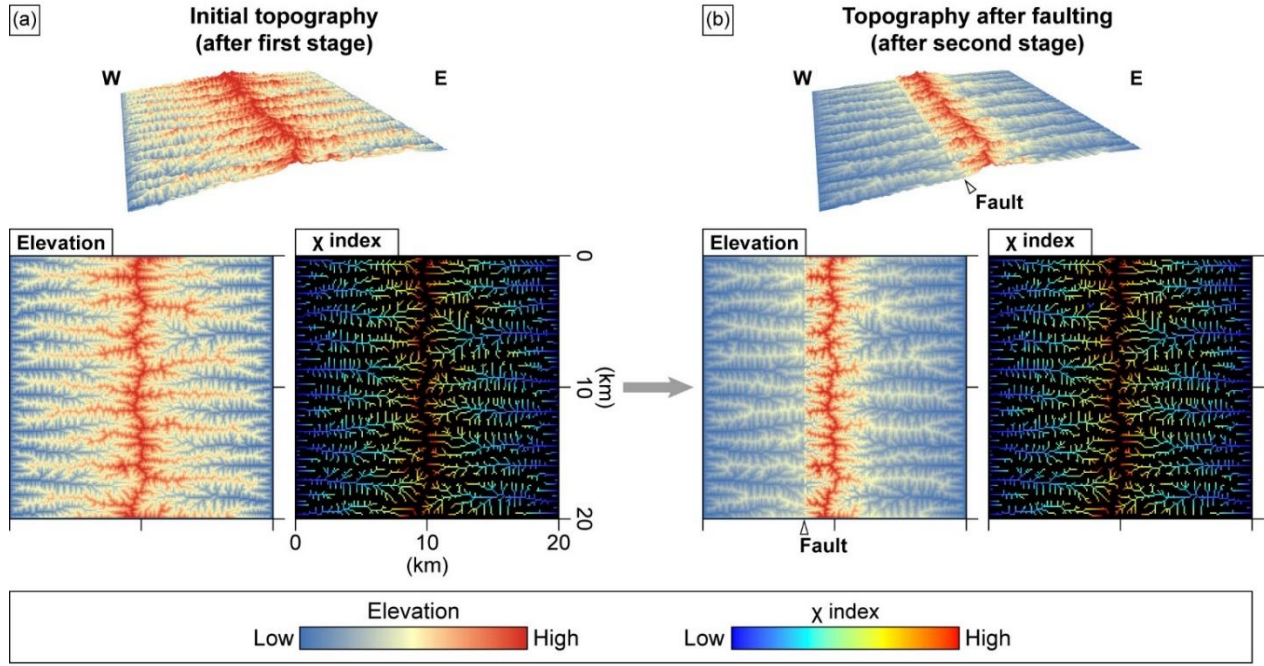 (a)
Initial topography
(after first stage)
W
E
Elevation
χ index
0
10
20
(km)
0
10
20
(km)
(b)
Topography after faulting
(after second stage)
W
E
Fault
Elevation
χ index
Fault
Elevation
Low
High
χ index
Low
High